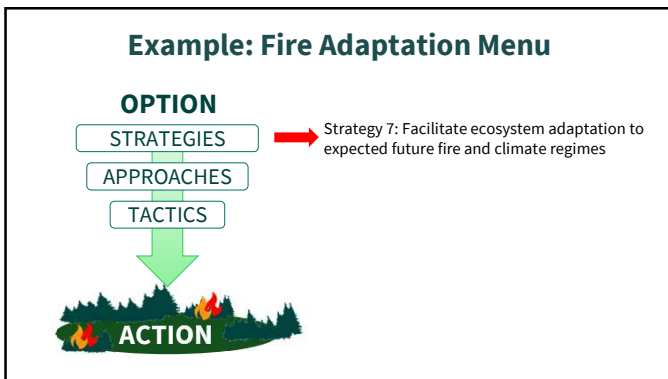 Example: Fire Adaptation Menu
OPTION
STRATEGIES
Strategy 7: Facilitate ecosystem adaptation to
expected future fire and climate regimes
APPROACHES
TACTICS
ACTION